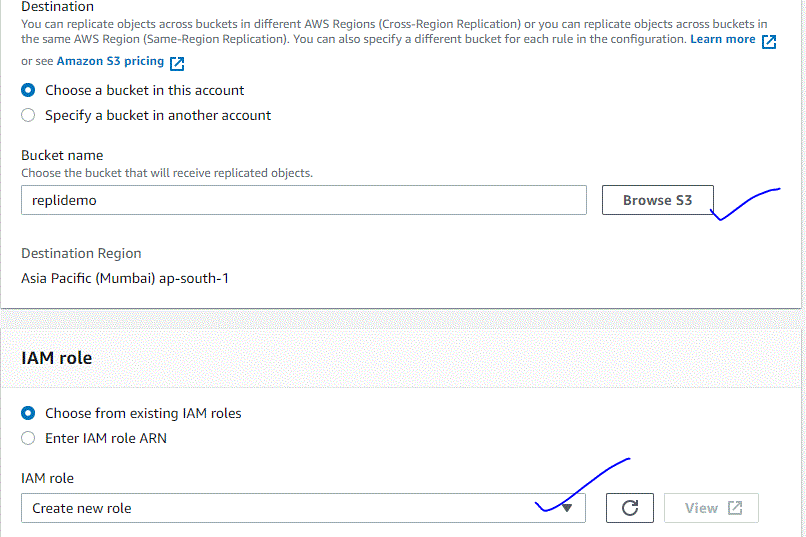 Destination
You can replicate objects across buckets in different AWS Regions (Cross-Region Replication) or you can replicate objects across buckets in
the same AWS Region (Same-Region Replication). You can also specify a different bucket for each rule in the configuration. Learn more
or see Amazon S3 pricing
Choose a bucket in this account
Specify a bucket in another account
Bucket name
Choose the bucket that will receive replicated objects.
replidemo
Browse S3
Destination Region
Asia Pacific (Mumbai) ap-south-1
IAM role
Choose from existing IAM roles
Enter IAM role ARN
IAM role
Create new role
View